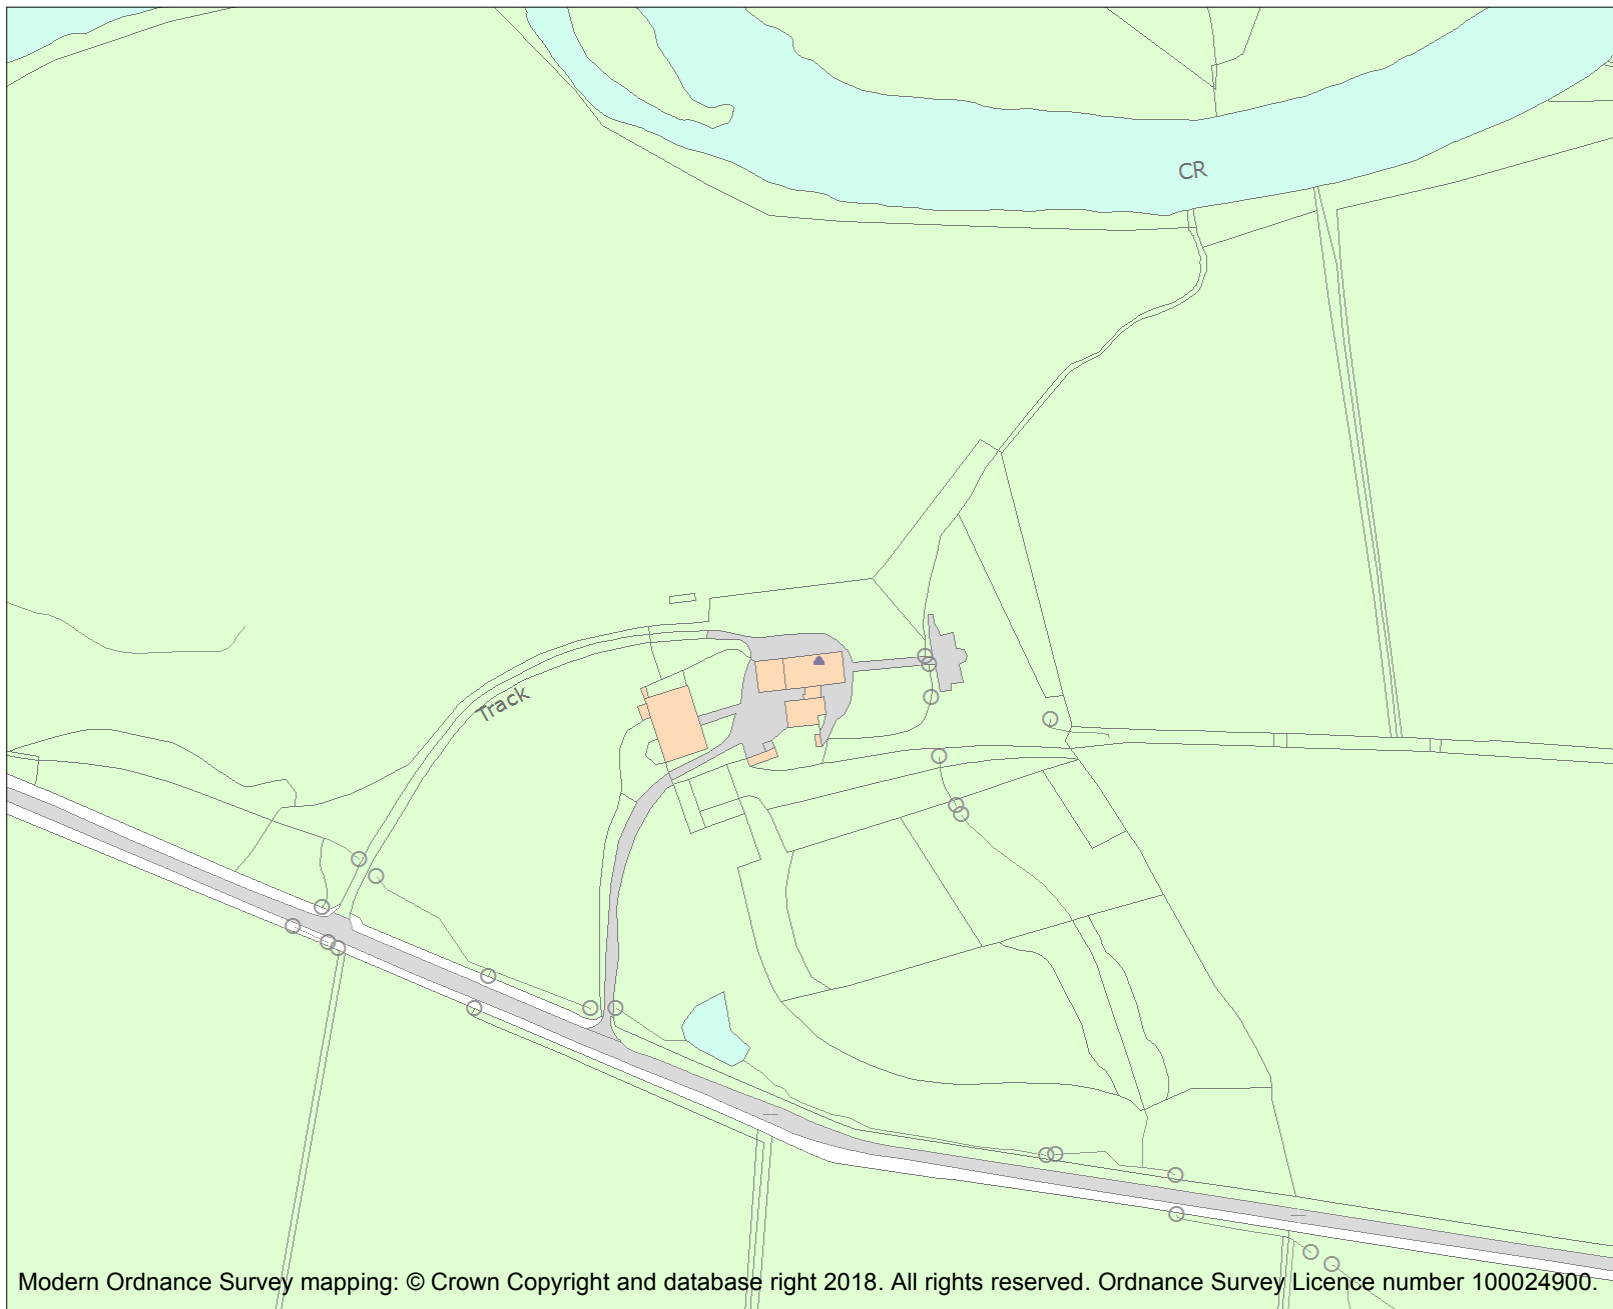 CR
Track
Modern Ordnance Survey mapping: © Crown Copyright and database right 2018. All rights reserved. Ordnance Survey Licence number 100024900.